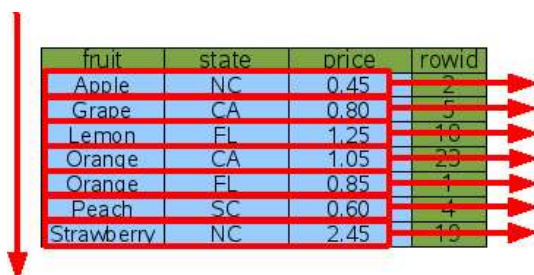 fruit state price rowid
Apple NC 0.45 2
Grape CA 0.80 5
Lemon FL 1.25 18
Orange CA 1.05 23
Orange FL 0.85 1
Peach SC 0.60 4
Strawberry NC 2.45 19